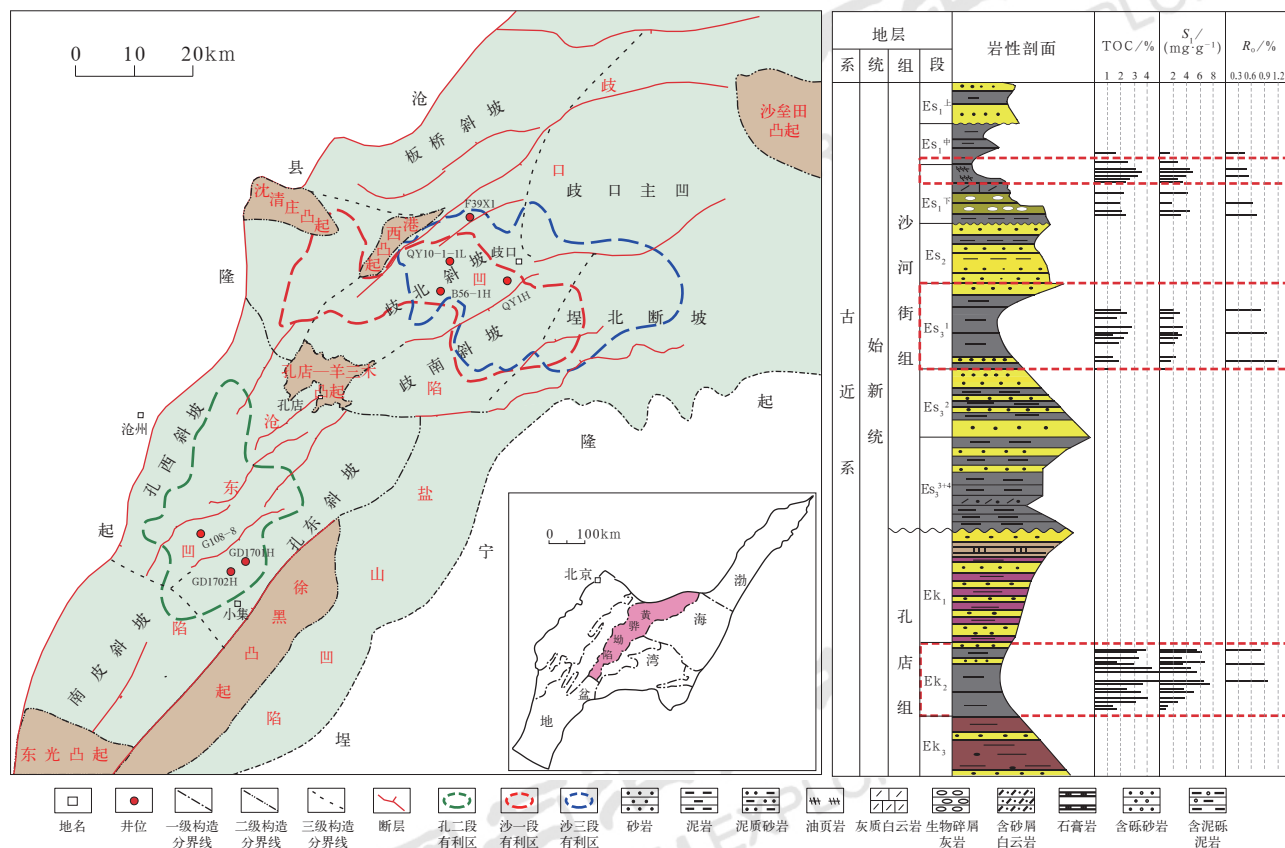 0 10 20km
沧
县
隆
起
板桥斜坡
歧
口
凹
陷
沙垒田
凸起
沈
清
庄
凸
起
西
港
凸
起
F39X1
歧口主凹
QY10-1-1L
歧口
歧北斜坡
B56-1H
QY1H
埕北断坡
歧南斜坡
孔店—羊三木
凸起
孔店
沧州
孔西斜坡
沧
东
凹
陷
孔东斜坡
G108-8
GD1701H
GD1702H
小集
南皮斜坡
徐
黑
凸
起
盐
山
凹
陷
埕
宁
隆
起
东光凸起
0 100km
北京
渤
海
湾
盆
地
黄
骅
坳
陷
地层
系
统
组
段
岩性剖面
TOC/%
1 2 3 4
S₁/
(mg·g⁻¹)
2 4 6 8
Rₒ/%
0.3 0.6 0.9 1.2
古
近
系
始
新
统
沙
河
街
组
孔
店
组
Es₁上
Es₁中
Es₁下
Es₂
Es₃¹
Es₃²
Es₃³⁺⁴
Ek₁
Ek₂
Ek₃
地名
井位
一级构造
分界线
二级构造
分界线
三级构造
分界线
断层
孔二段
有利区
沙一段
有利区
沙三段
有利区
砂岩
泥岩
泥质砂岩
油页岩
灰质白云岩
生物碎屑
灰岩
含砂屑
白云岩
石膏岩
含砾砂岩
含泥砾
泥岩